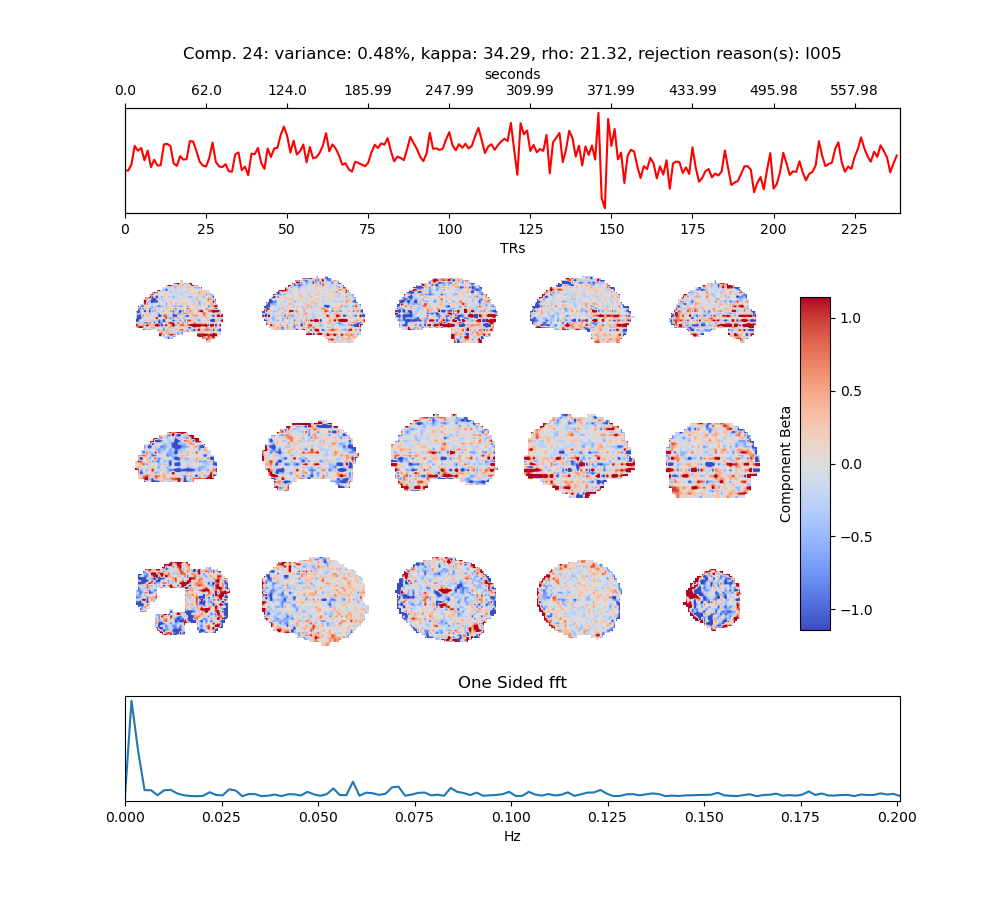 Comp. 24: variance: 0.48%, kappa: 34.29, rho: 21.32, rejection reason(s): I005
seconds
0.0 62.0 124.0 185.99 247.99 309.99 371.99 433.99 495.98 557.98
0 25 50 75 100 125 150 175 200 225
TRs
1.0
0.5
0.0
−0.5
−1.0
Component Beta
One Sided fft
0.000 0.025 0.050 0.075 0.100 0.125 0.150 0.175 0.200
Hz